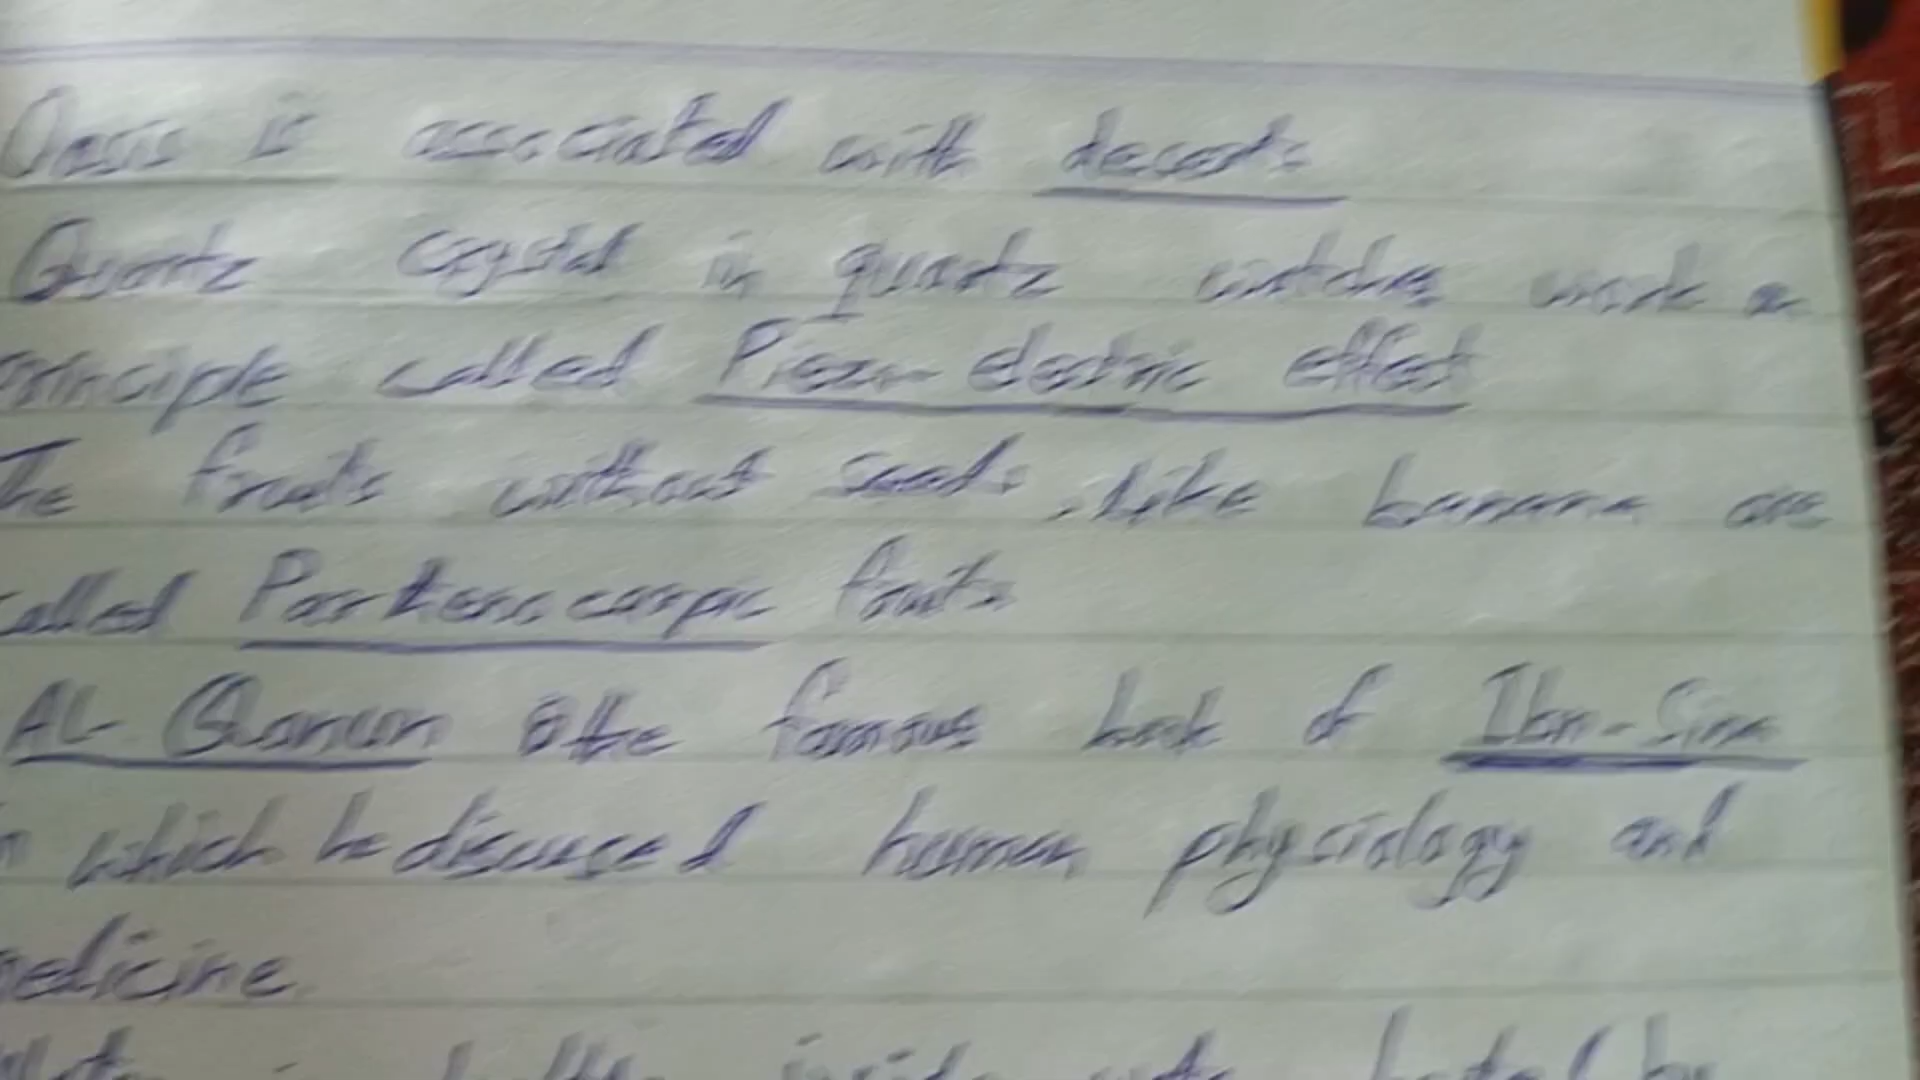 Oasis is associated with deserts
Quartz crystal in quartz watches work on
principle called Piezo-electric effect
The fruits without seeds, like banana are
called Parthenocarpic fruits
AL-Qanun is the famous book of Ibn-Sina
in which he discussed human physiology and
medicine